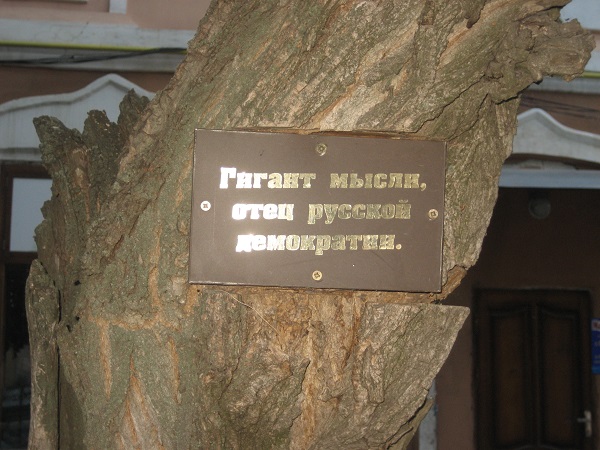 Гигант мысли,
отец русской
демократии.